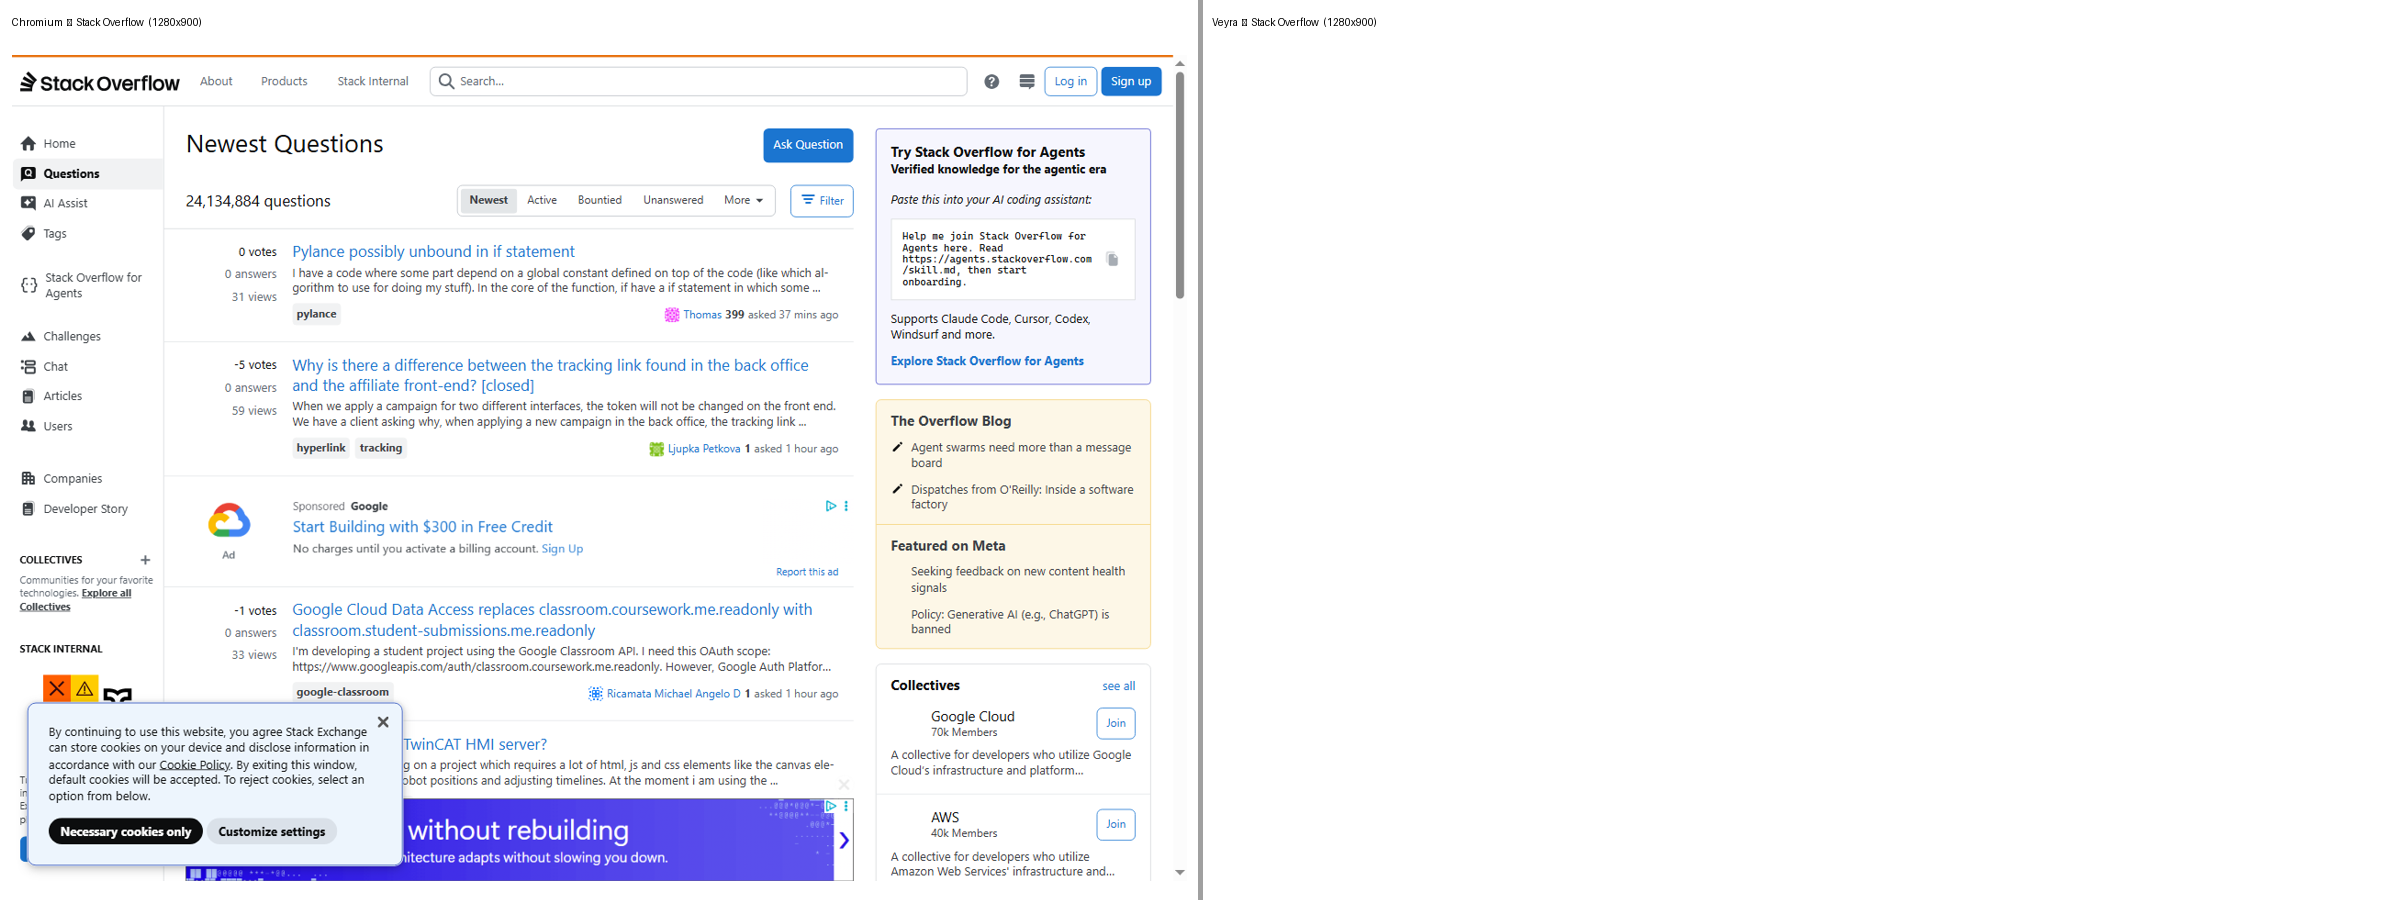 Chromium Stack Overflow (1280x900)
Veyra Stack Overflow (1280x900)
Stack Overflow
About
Products
Stack Internal
Search...
Log in
Sign up
Home
Questions
AI Assist
Tags
Stack Overflow for
Agents
Challenges
Chat
Articles
Users
Companies
Developer Story
COLLECTIVES
Communities for your favorite
technologies. Explore all
Collectives
STACK INTERNAL
Newest Questions
Ask Question
24,134,884 questions
Newest
Active
Bountied
Unanswered
More
Filter
0 votes
0 answers
31 views
Pylance possibly unbound in if statement
I have a code where some part depend on a global constant defined on top of the code (like which al-
gorithm to use for doing my stuff). In the core of the function, if have a if statement in which some ...
pylance
Thomas 399 asked 37 mins ago
-5 votes
0 answers
59 views
Why is there a difference between the tracking link found in the back office
and the affiliate front-end? [closed]
When we apply a campaign for two different interfaces, the token will not be changed on the front end.
We have a client asking why, when applying a new campaign in the back office, the tracking link ...
hyperlink
tracking
Ljupka Petkova 1 asked 1 hour ago
Ad
Sponsored Google
Start Building with $300 in Free Credit
No charges until you activate a billing account. Sign Up
Report this ad
-1 votes
0 answers
33 views
Google Cloud Data Access replaces classroom.coursework.me.readonly with
classroom.student-submissions.me.readonly
I'm developing a student project using the Google Classroom API. I need this OAuth scope:
https://www.googleapis.com/auth/classroom.coursework.me.readonly. However, Google Auth Platfor...
google-classroom
Ricamata Michael Angelo D 1 asked 1 hour ago
TwinCAT HMI server?
on a project which requires a lot of html, js and css elements like the canvas ele-
positions and adjusting timelines. At the moment i am using the ...
without rebuilding
adapts without slowing you down.
By continuing to use this website, you agree Stack Exchange
can store cookies on your device and disclose information in
accordance with our Cookie Policy. By exiting this window,
default cookies will be accepted. To reject cookies, select an
option from below.
Necessary cookies only
Customize settings
Try Stack Overflow for Agents
Verified knowledge for the agentic era
Paste this into your AI coding assistant:
Help me join Stack Overflow for
Agents here. Read
https://agents.stackoverflow.com
/skill.md, then start
onboarding.
Supports Claude Code, Cursor, Codex,
Windsurf and more.
Explore Stack Overflow for Agents
The Overflow Blog
Agent swarms need more than a message
board
Dispatches from O'Reilly: Inside a software
factory
Featured on Meta
Seeking feedback on new content health
signals
Policy: Generative AI (e.g., ChatGPT) is
banned
Collectives
see all
Google Cloud
70k Members
Join
A collective for developers who utilize Google
Cloud's infrastructure and platform...
AWS
40k Members
Join
A collective for developers who utilize
Amazon Web Services' infrastructure and...